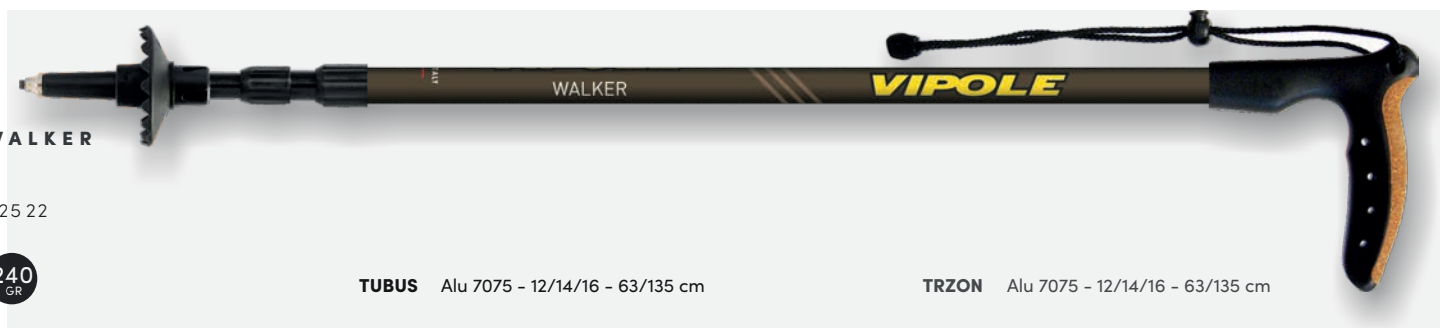 WALKER
VIPOLE
ALKER
25 22
240
GR
TUBUS Alu 7075 - 12/14/16 - 63/135 cm
TRZON Alu 7075 - 12/14/16 - 63/135 cm